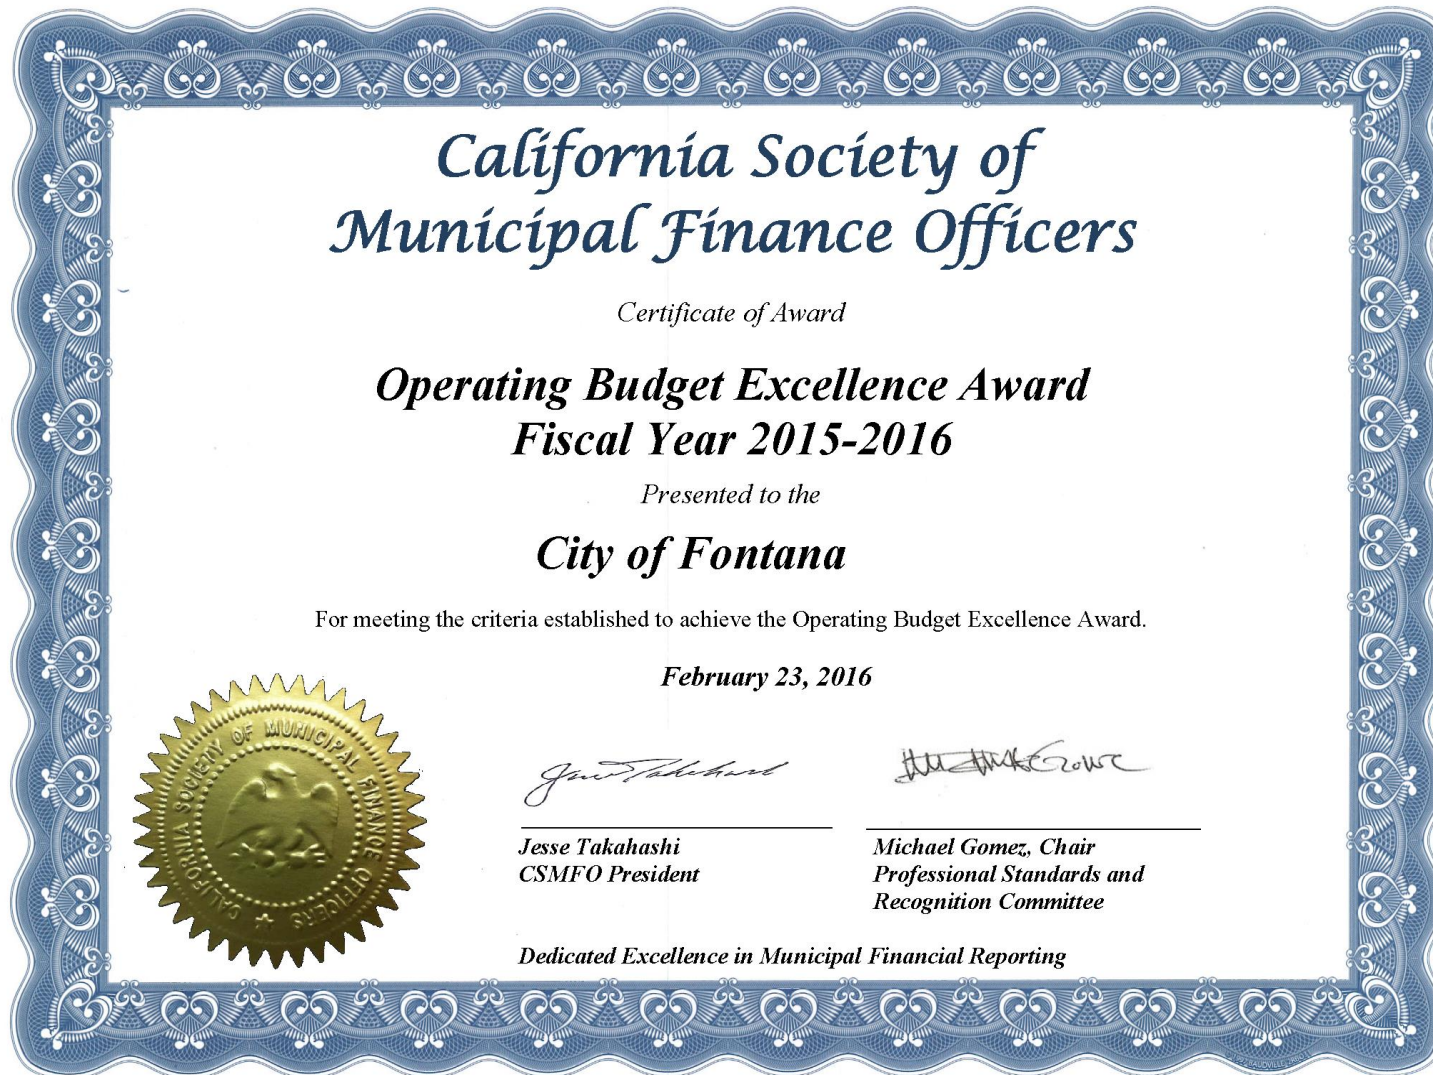 California Society of
Municipal Finance Officers
Certificate of Award
Operating Budget Excellence Award
Fiscal Year 2015-2016
Presented to the
City of Fontana
For meeting the criteria established to achieve the Operating Budget Excellence Award.
February 23, 2016
CALIFORNIA SOCIETY OF MUNICIPAL FINANCE OFFICERS
Jesse Takahashi
CSMFO President
Michael Gomez, Chair
Professional Standards and
Recognition Committee
Dedicated Excellence in Municipal Financial Reporting